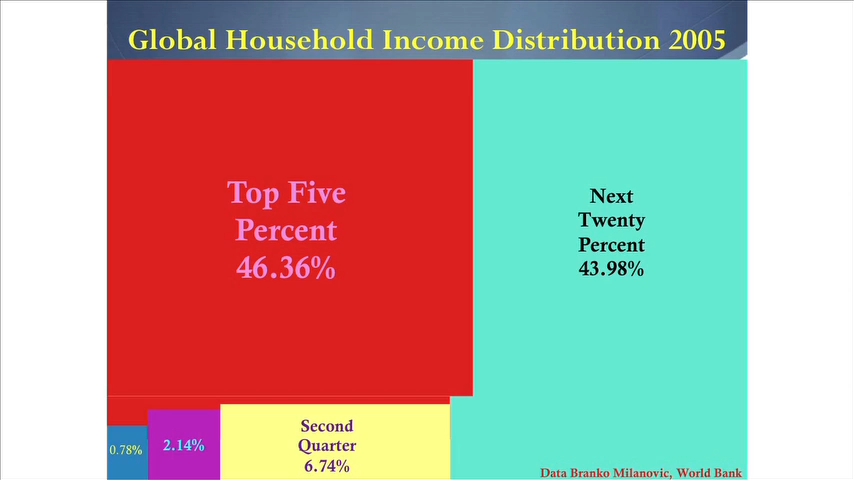 Global Household Income Distribution 2005
Top Five
Percent
46.36%
Next
Twenty
Percent
43.98%
0.78%
2.14%
Second
Quarter
6.74%
Data Branko Milanovic, World Bank